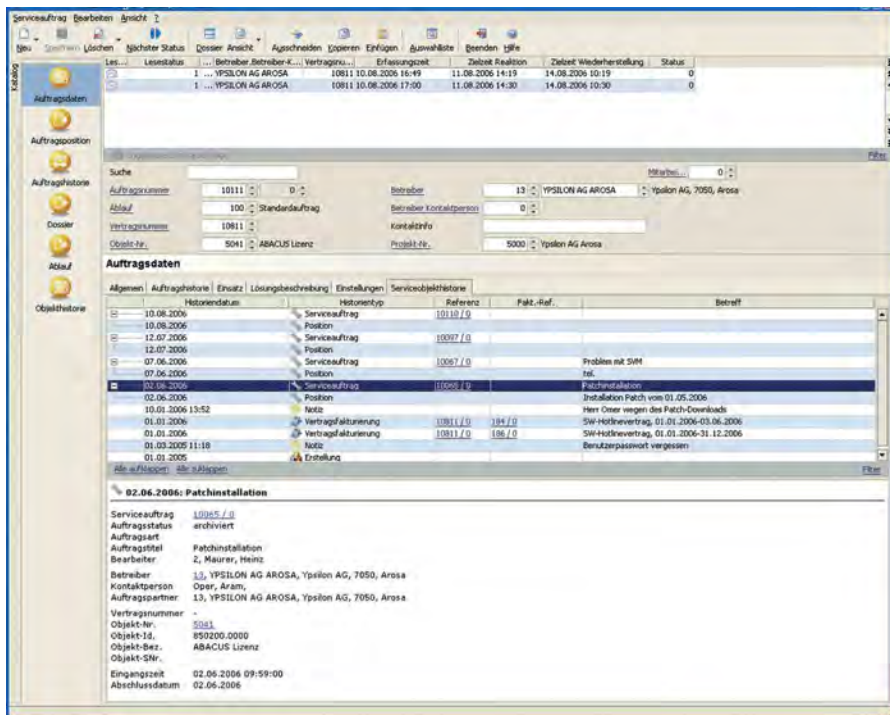 Serviceauftrag Bearbeiten Ansicht ?
Neu Speichern Löschen Nächster Status Dossier Ansicht Ausschneiden Kopieren Einfügen Auswahlliste Beenden Hilfe
Katalog
Les... Lesestatus ... Betreiber. Betreiber-K... Vertragsnu... Erfassungszeit Zielzeit Reaktion Zielzeit Wiederherstellung Status
1 ... YPSILON AG AROSA 10811 10.08.2006 16:49 11.08.2006 14:19 14.08.2006 10:19 0
1 ... YPSILON AG AROSA 10811 10.08.2006 17:00 11.08.2006 14:30 14.08.2006 10:30 0
Auftragsdaten
Auftragsposition
Auftragshistorie
Dossier
Ablauf
Objekthistorie
Filter
Suche Mitarbei... 0
Auftragsnummer 10111 0 Betreiber 13 YPSILON AG AROSA Ypsilon AG, 7050, Arosa
Ablauf 100 Standardauftrag Betreiber Kontaktperson 0
Vertragsnummer 10811 Kontaktinfo
Objekt-Nr. 5041 ABACUS Lizenz Projekt-Nr. 5000 Ypsilon AG Arosa
Auftragsdaten
Allgemein Auftragshistorie Einsatz Lösungsbeschreibung Einstellungen Serviceobjekthistorie
Historiendatum Historientyp Referenz Fakt.-Ref. Betreff
10.08.2006 Serviceauftrag 10110 / 0
10.08.2006 Position
12.07.2006 Serviceauftrag 10097 / 0
12.07.2006 Position
07.06.2006 Serviceauftrag 10067 / 0 Problem mit SVM
07.06.2006 Position tel.
02.06.2006 Serviceauftrag 10065 / 0 Patchinstallation
02.06.2006 Position Installation Patch vom 01.05.2006
10.01.2006 13:52 Notiz Herr Omer wegen des Patch-Downloads
01.01.2006 Vertragsfakturierung 10811 / 0 184 / 0 SW-Hotlinevertrag, 01.01.2006-03.06.2006
01.01.2006 Vertragsfakturierung 10811 / 0 186 / 0 SW-Hotlinevertrag, 01.01.2006-31.12.2006
01.03.2005 11:18 Notiz Benutzerpasswort vergessen
01.01.2005 Erstellung
Alle aufklappen Alle zuklappen Filter
02.06.2006: Patchinstallation
Serviceauftrag 10065 / 0
Auftragsstatus archiviert
Auftragsart
Auftragstitel Patchinstallation
Bearbeiter 2, Maurer, Heinz
Betreiber 13, YPSILON AG AROSA, Ypsilon AG, 7050, Arosa
Kontaktperson Oper, Aram,
Auftragspartner 13, YPSILON AG AROSA, Ypsilon AG, 7050, Arosa
Vertragsnummer -
Objekt-Nr. 5041
Objekt-Id. 850200.0000
Objekt-Bez. ABACUS Lizenz
Objekt-SNr.
Eingangszeit 02.06.2006 09:59:00
Abschlussdatum 02.06.2006